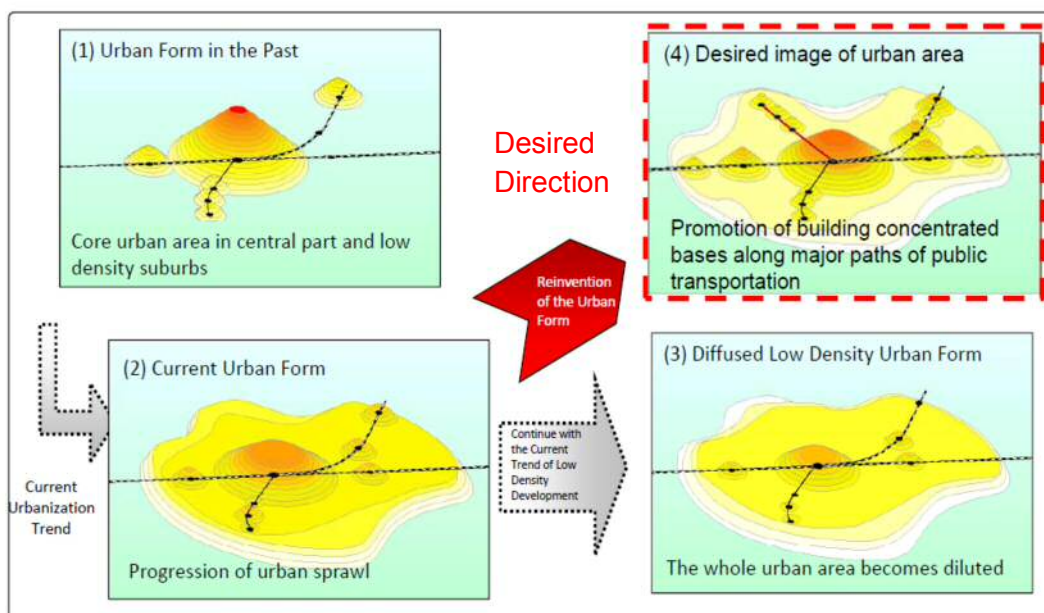 (1) Urban Form in the Past
Core urban area in central part and low
density suburbs
Desired
Direction
(4) Desired image of urban area
Promotion of building concentrated
bases along major paths of public
transportation
Reinvention
of the Urban
Form
Current
Urbanization
Trend
(2) Current Urban Form
Progression of urban sprawl
Continue with
the Current
Trend of Low
Density
Development
(3) Diffused Low Density Urban Form
The whole urban area becomes diluted